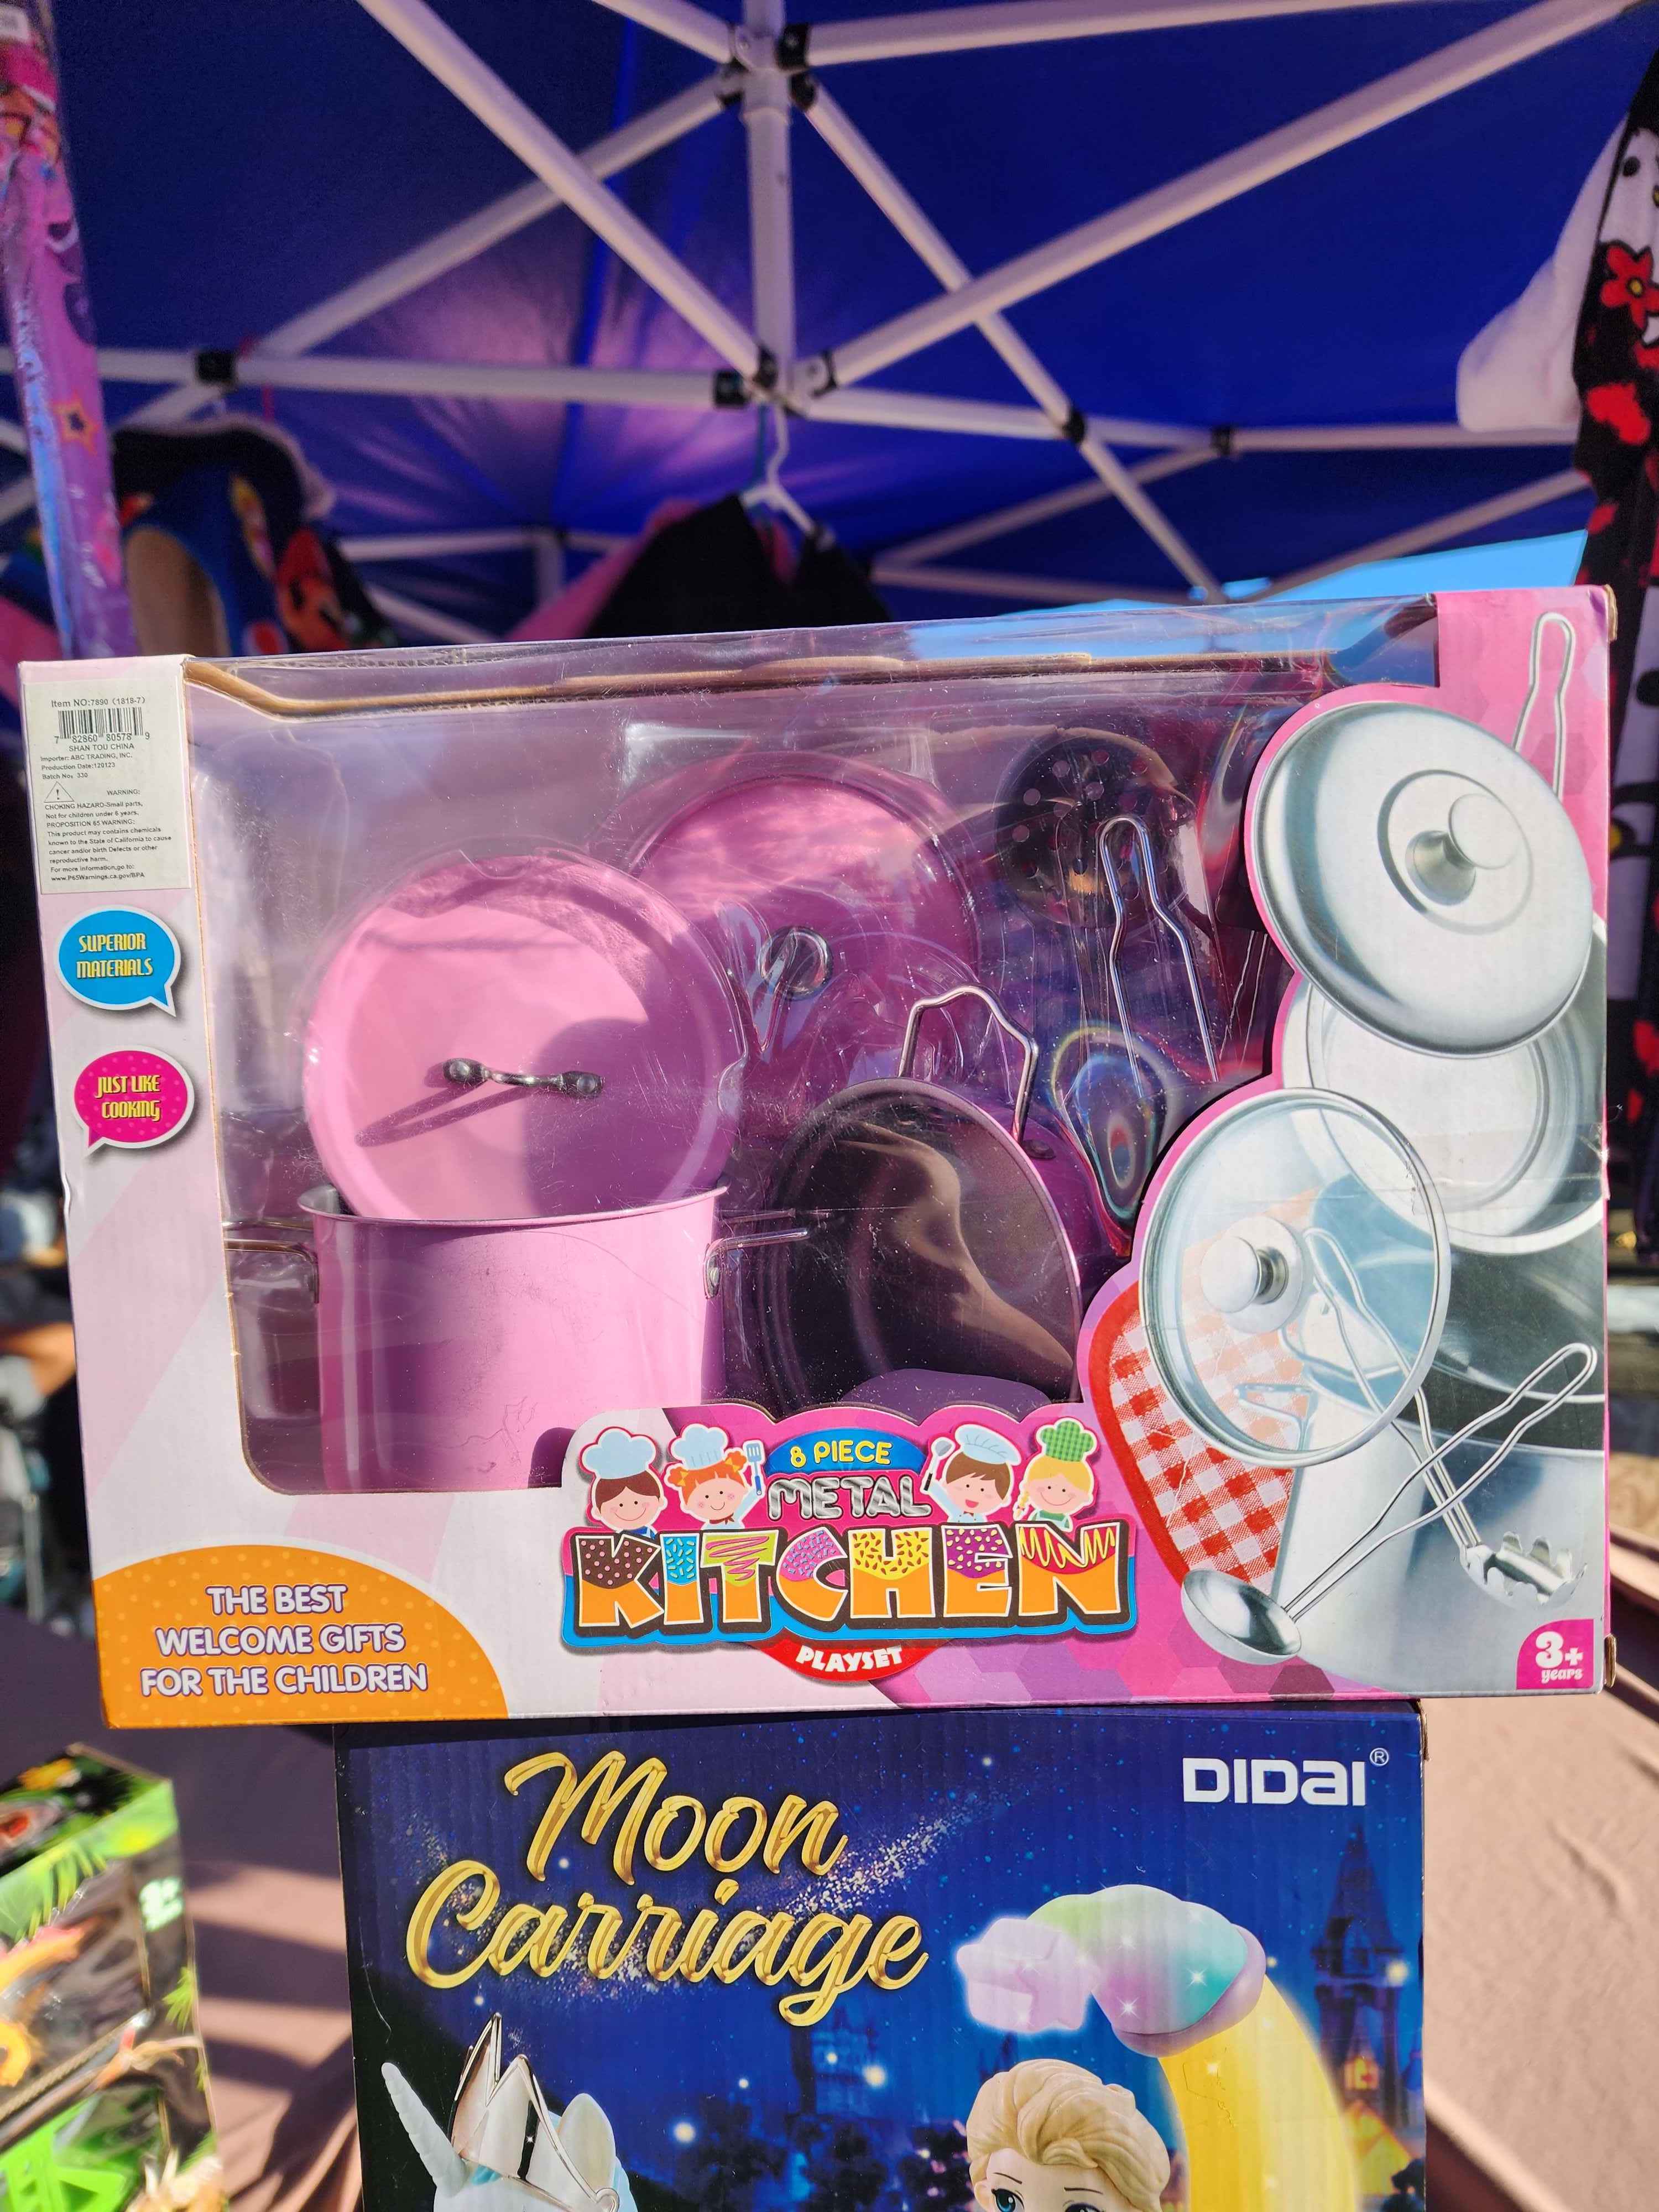 Item NO:7890 (1818-7)
7 82860 80578 9
SHAN TOU CHINA
Importer: ABC TRADING, INC.
Production Date:120123
Batch No. 330
WARNING:
CHOKING HAZARD-Small parts,
Not for children under 6 years.
PROPOSITION 65 WARNING:
This product may contains chemicals
known to the State of California to cause
cancer and/or birth Defects or other
reproductive harm.
For more information,go to:
www.P65Warnings.ca.gov/BPA
SUPERIOR
MATERIALS
JUST LIKE
COOKING
8 PIECE
METAL
KITCHEN
PLAYSET
THE BEST
WELCOME GIFTS
FOR THE CHILDREN
3+
years
Moon
Carriage
DIDAI®